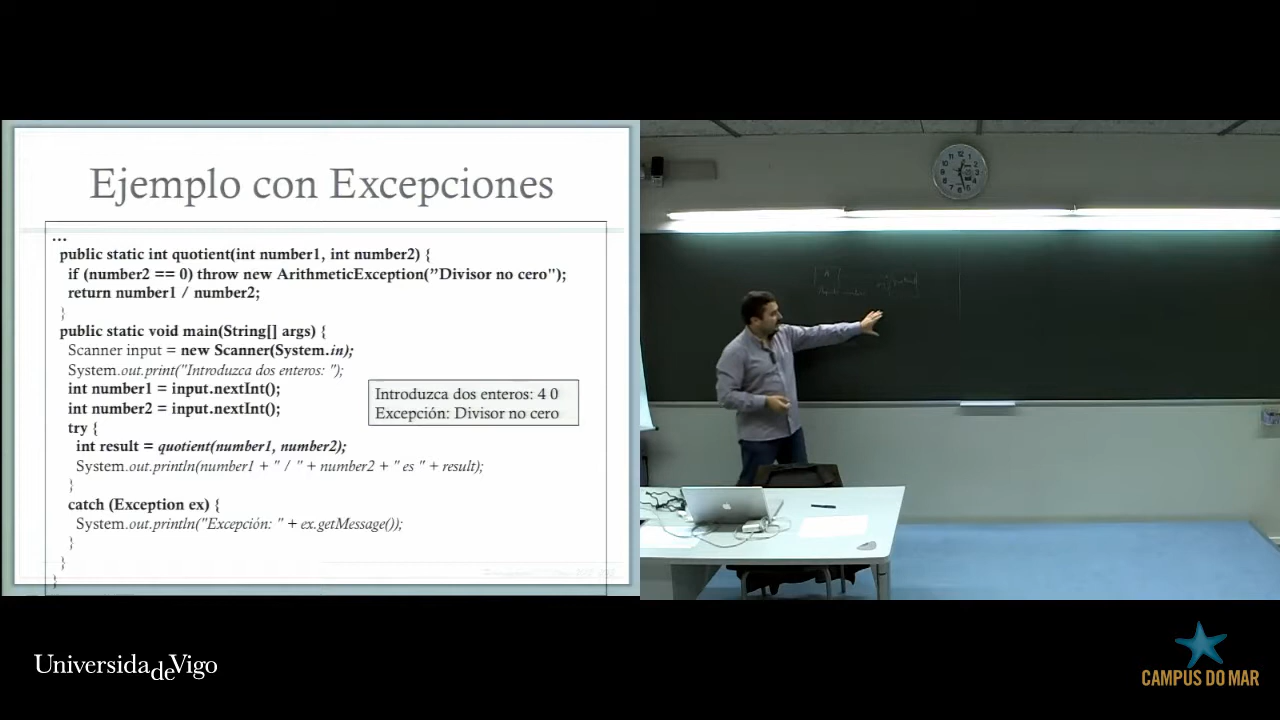 Ejemplo con Excepciones
...
public static int quotient(int number1, int number2) {
if (number2 == 0) throw new ArithmeticException("Divisor no cero");
return number1 / number2;
}
public static void main(String[] args) {
Scanner input = new Scanner(System.in);
System.out.print("Introduzca dos enteros: ");
int number1 = input.nextInt();
int number2 = input.nextInt();
try {
int result = quotient(number1, number2);
System.out.println(number1 + " / " + number2 + " es " + result);
}
catch (Exception ex) {
System.out.println("Excepción: " + ex.getMessage());
}
}
}
Introduzca dos enteros: 4 0
Excepción: Divisor no cero
Universidade Vigo
CAMPUS DO MAR